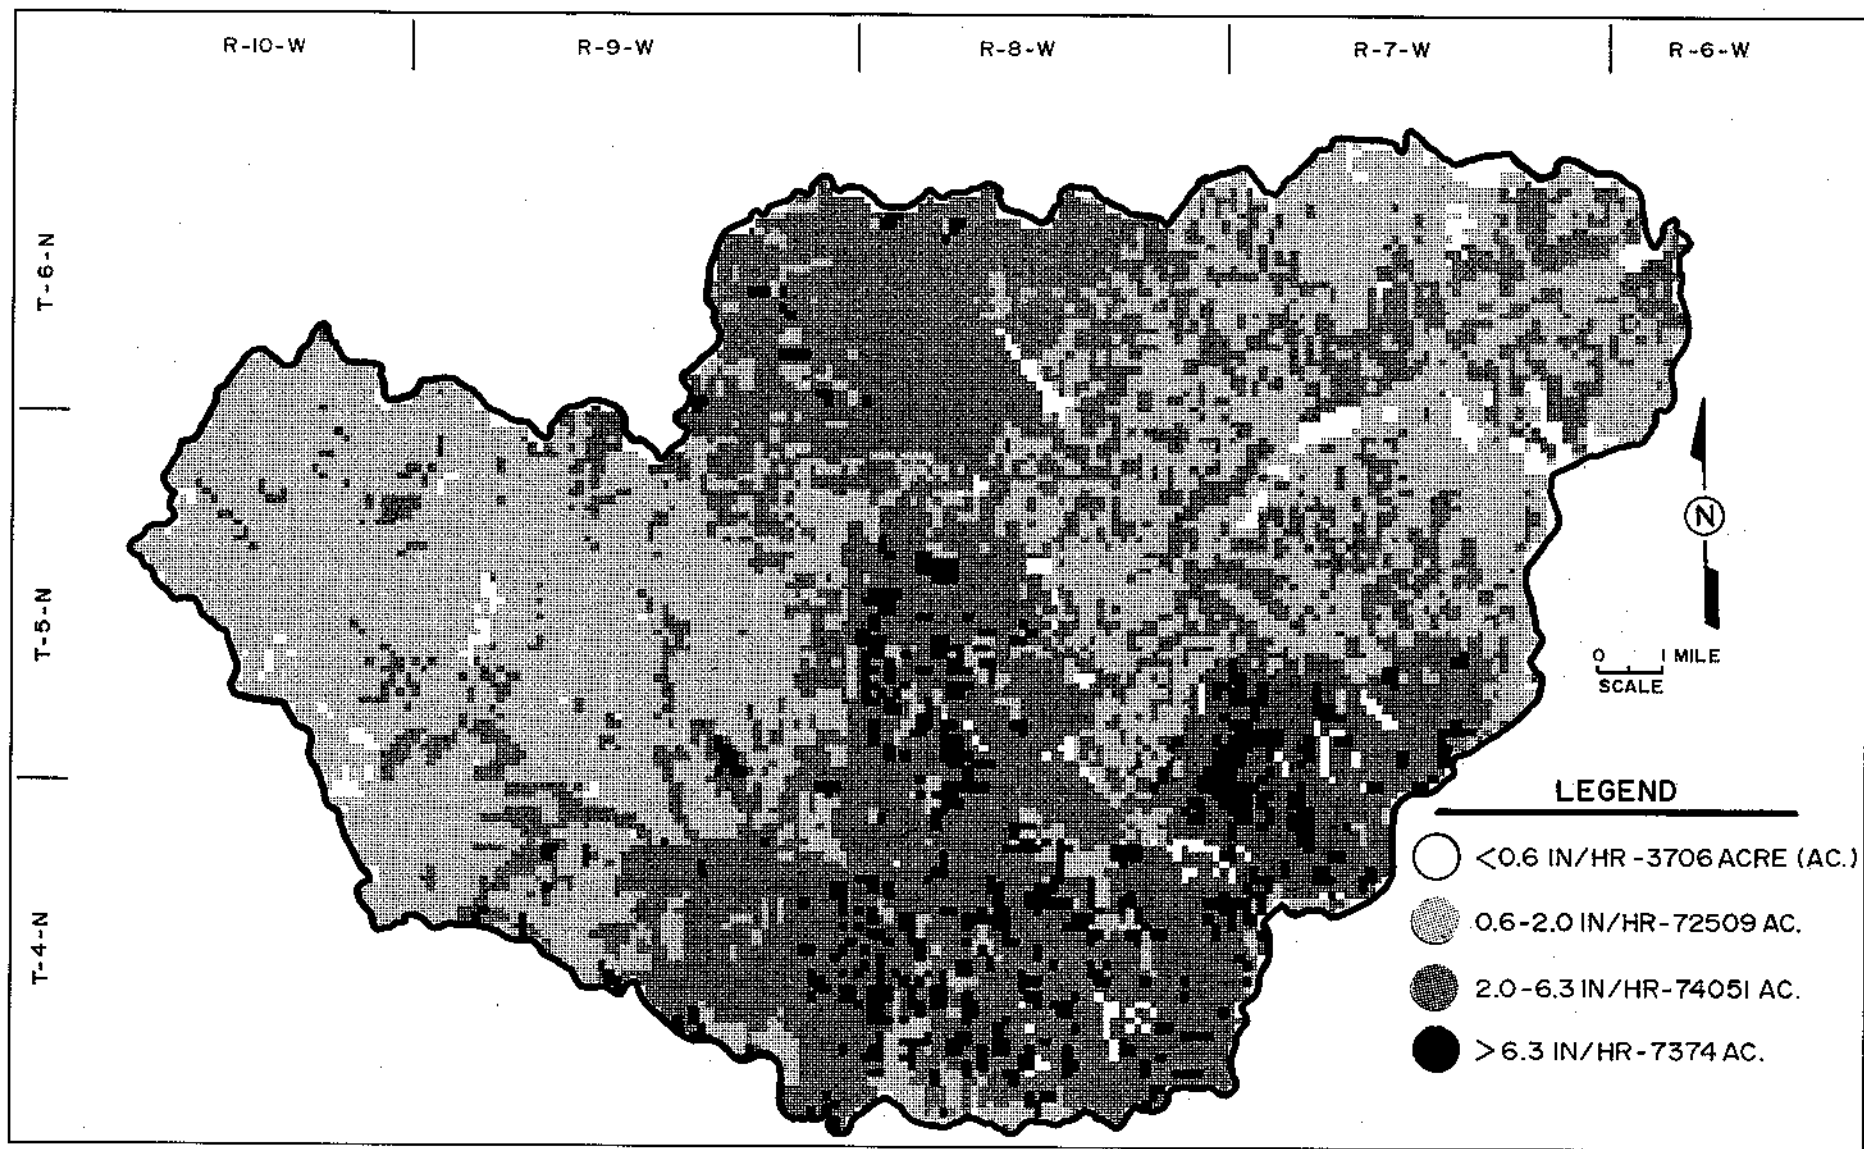 R-10-W
R-9-W
R-8-W
R-7-W
R-6-W
T-6-N
T-5-N
T-4-N
N
0 1 MILE
SCALE
LEGEND
<0.6 IN/HR-3706 ACRE (AC.)
0.6-2.0 IN/HR-72509 AC.
2.0-6.3 IN/HR-74051 AC.
>6.3 IN/HR-7374 AC.